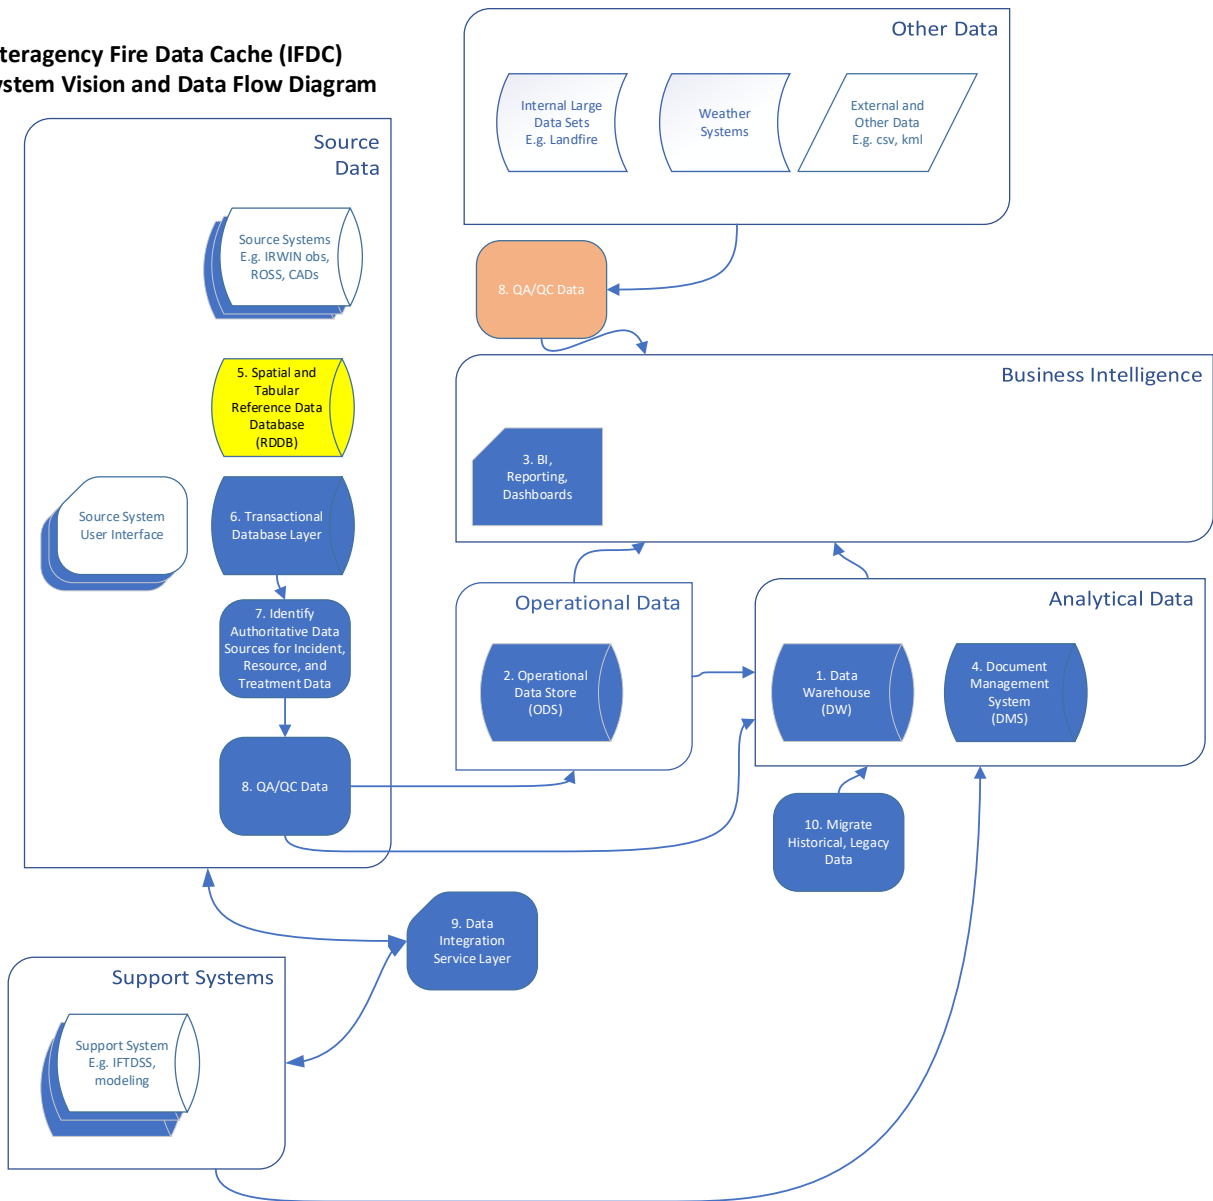 teragency Fire Data Cache (IFDC)
ystem Vision and Data Flow Diagram
Other Data
Internal Large
Data Sets
E.g. Landfire
Weather
Systems
External and
Other Data
E.g. csv, kml
Source
Data
Source Systems
E.g. IRWIN obs,
ROSS, CADs
8. QA/QC Data
5. Spatial and
Tabular
Reference Data
Database
(RDDB)
Business Intelligence
3. BI,
Reporting,
Dashboards
Source System
User Interface
6. Transactional
Database Layer
7. Identify
Authoritative Data
Sources for Incident,
Resource, and
Treatment Data
8. QA/QC Data
Operational Data
2. Operational
Data Store
(ODS)
Analytical Data
1. Data
Warehouse
(DW)
4. Document
Management
System
(DMS)
10. Migrate
Historical, Legacy
Data
9. Data
Integration
Service Layer
Support Systems
Support System
E.g. IFTDSS,
modeling